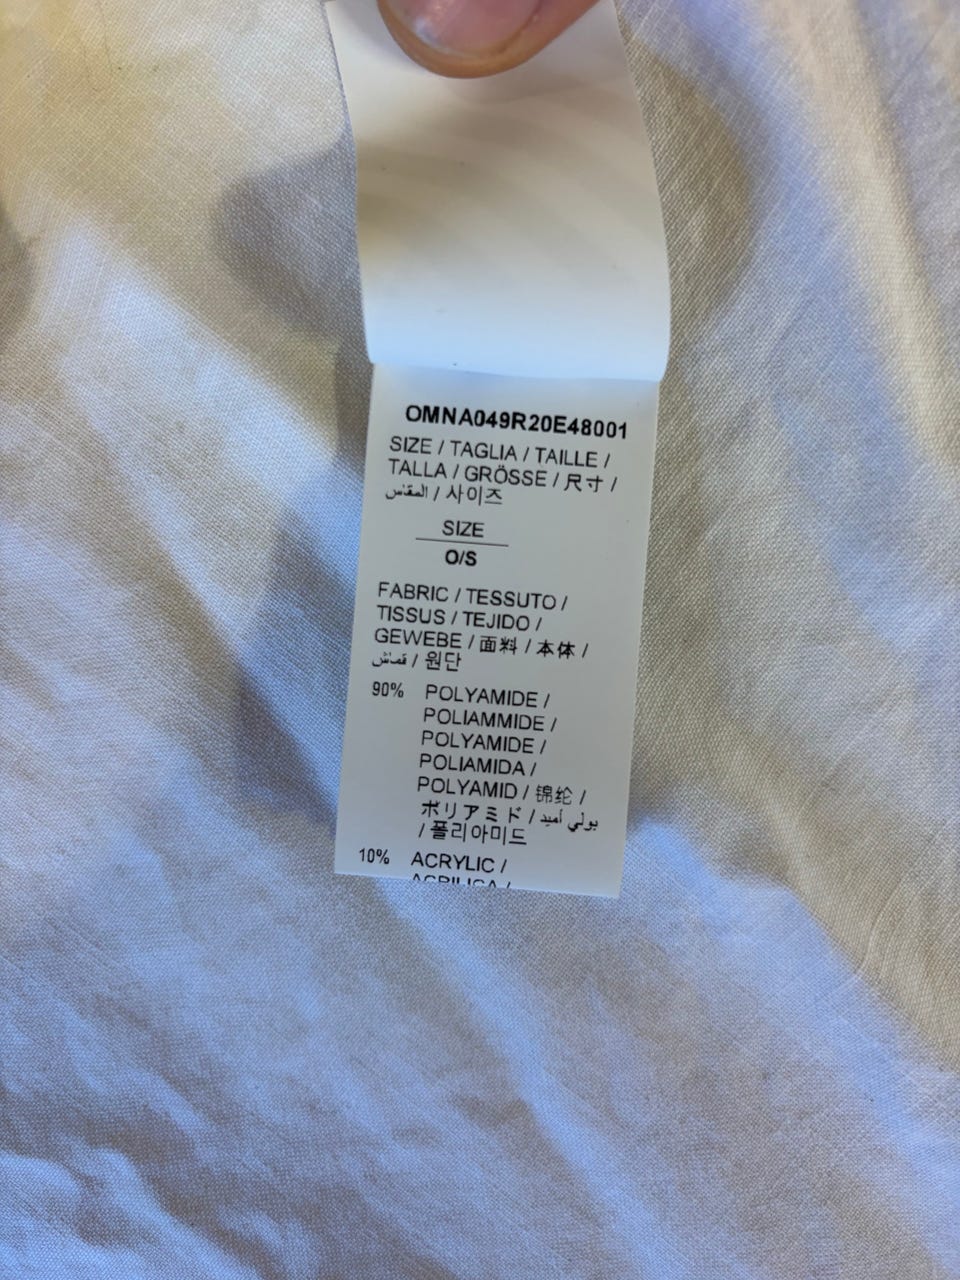 OMNA049R20E48001
SIZE / TAGLIA / TAILLE /
TALLA / GRÖSSE / 尺寸 /
المقاس / 사이즈
SIZE
O/S
FABRIC / TESSUTO /
TISSUS / TEJIDO /
GEWEBE / 面料 / 本体 /
قماش / 원단
90% POLYAMIDE /
POLIAMMIDE /
POLYAMIDE /
POLIAMIDA /
POLYAMID / 锦纶 /
ポリアミド / بولي أميد
/ 폴리아미드
10% ACRYLIC /
ACRILICA /